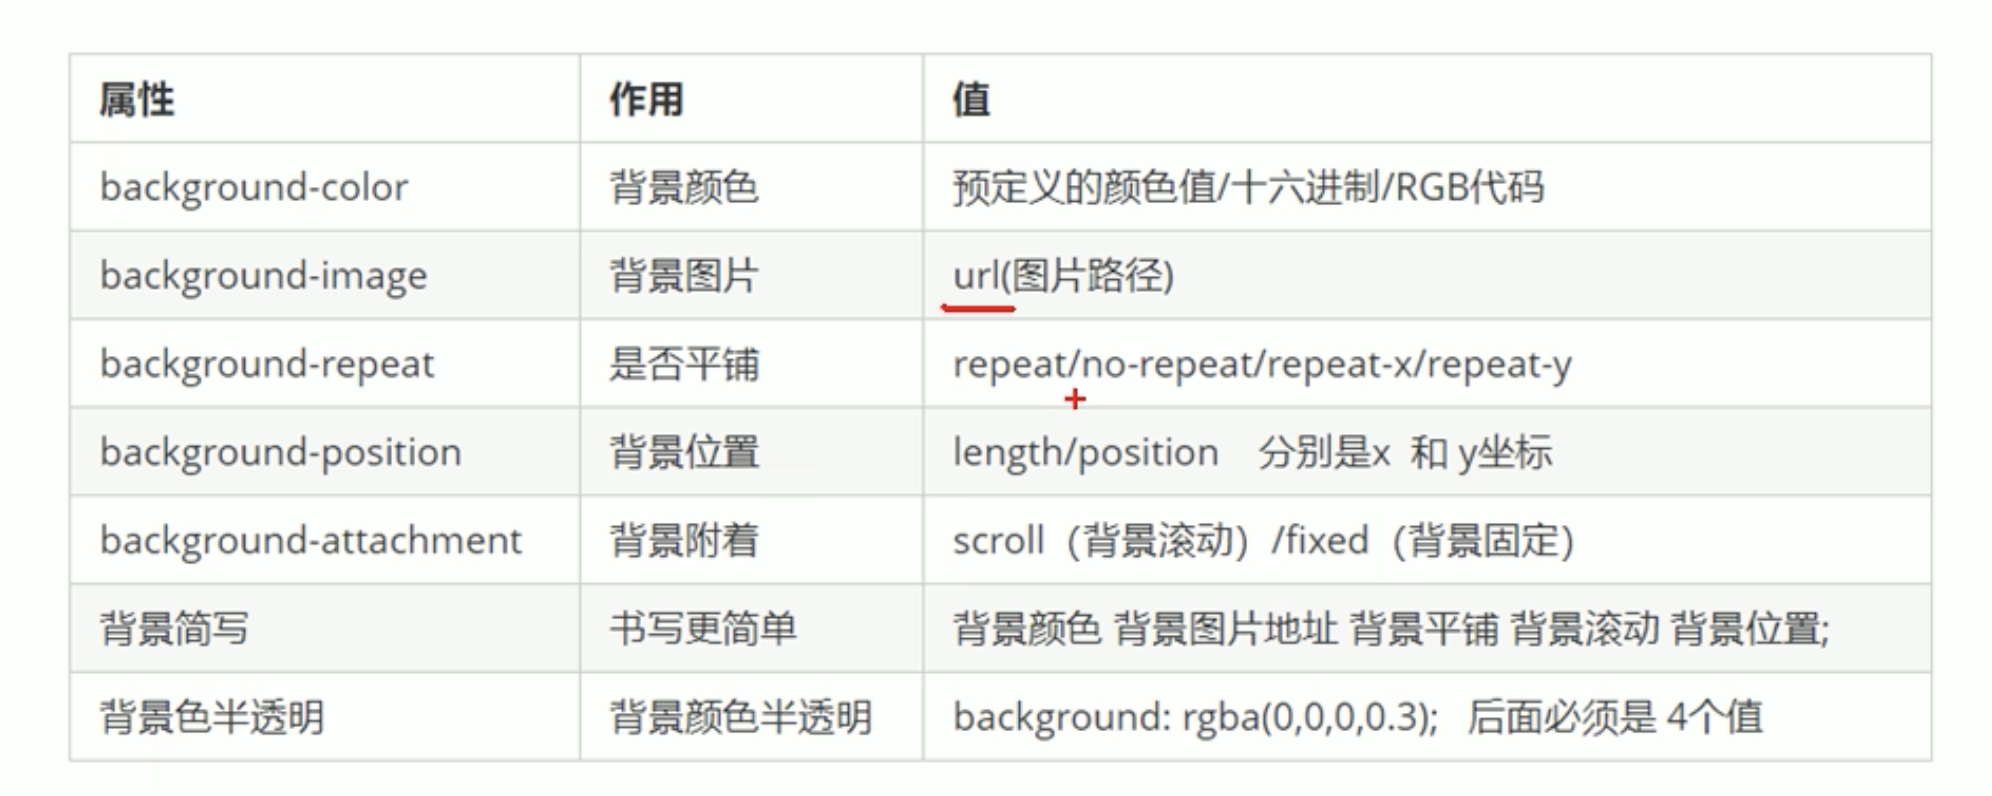 属性 作用 值
background-color 背景颜色 预定义的颜色值/十六进制/RGB代码
background-image 背景图片 url(图片路径)
background-repeat 是否平铺 repeat/no-repeat/repeat-x/repeat-y
background-position 背景位置 length/position 分别是x 和 y坐标
background-attachment 背景附着 scroll（背景滚动）/fixed（背景固定）
背景简写 书写更简单 背景颜色 背景图片地址 背景平铺 背景滚动 背景位置;
背景色半透明 背景颜色半透明 background: rgba(0,0,0,0.3); 后面必须是 4个值